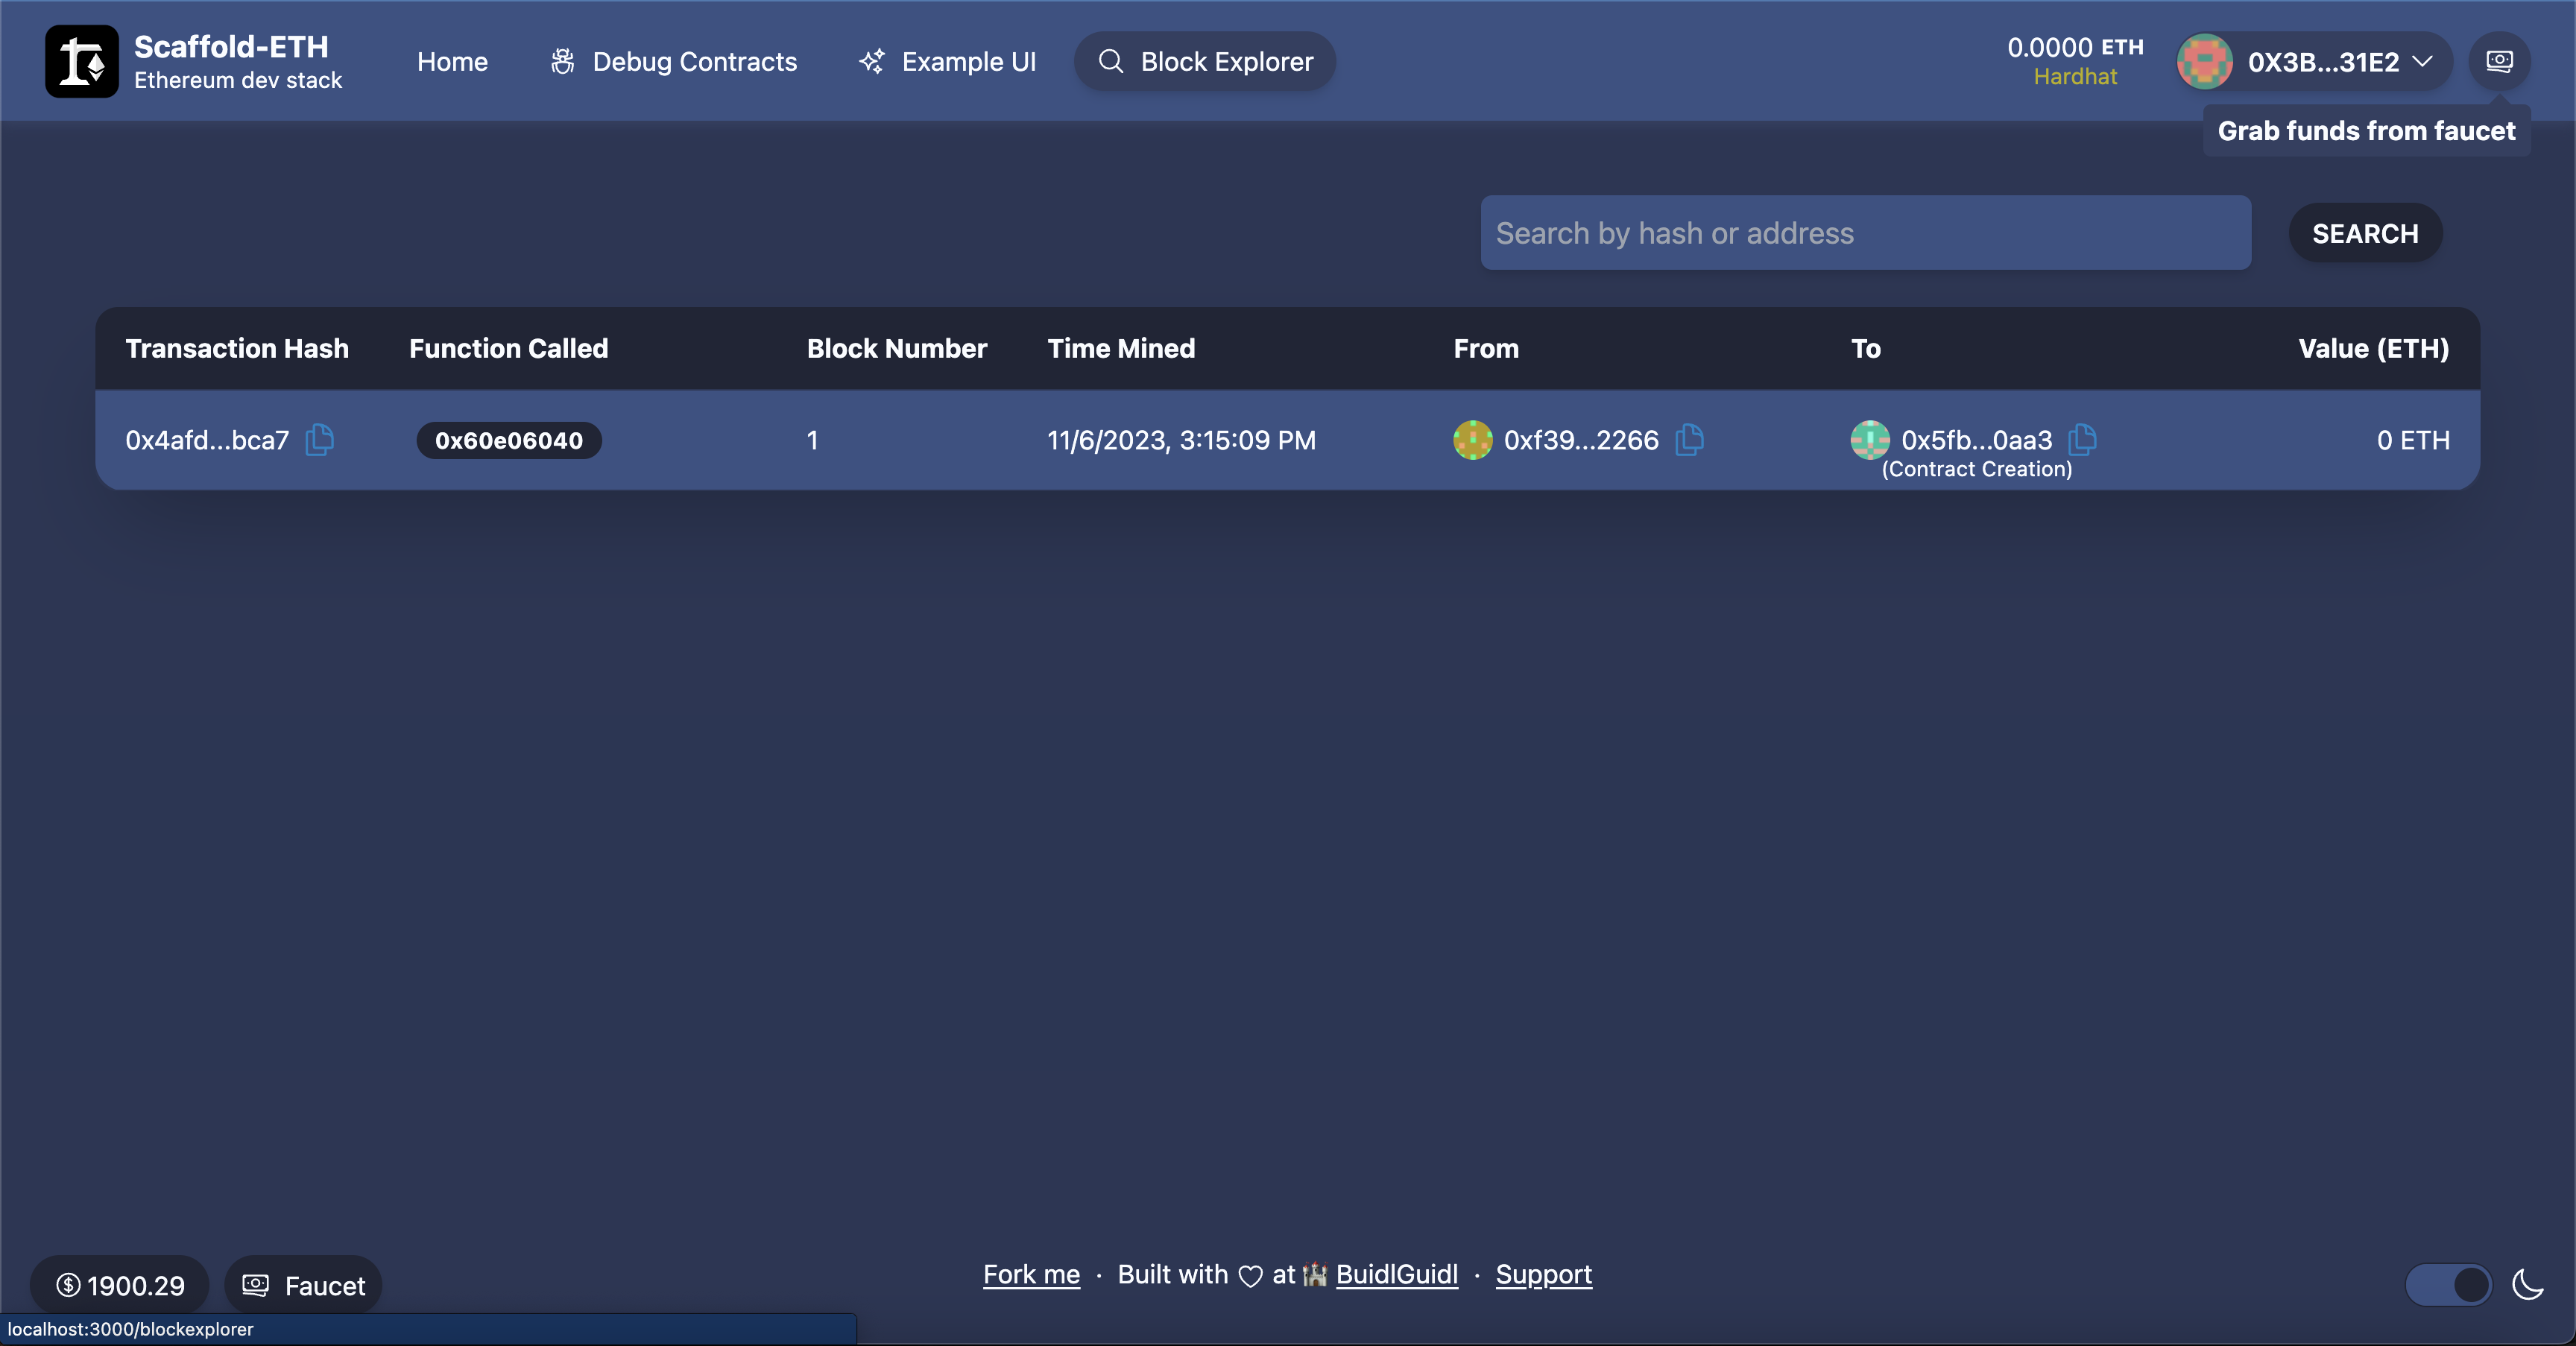 Scaffold-ETH
Ethereum dev stack
Home
Debug Contracts
Example UI
Block Explorer
0.0000 ETH
Hardhat
0X3B...31E2
Grab funds from faucet
Search by hash or address
SEARCH
Transaction Hash Function Called Block Number Time Mined From To Value (ETH)
0x4afd...bca7 0x60e06040 1 11/6/2023, 3:15:09 PM 0xf39...2266 0x5fb...0aa3 0 ETH
(Contract Creation)
1900.29
Faucet
Fork me · Built with ♡ at 🏰 BuidlGuidl · Support
localhost:3000/blockexplorer